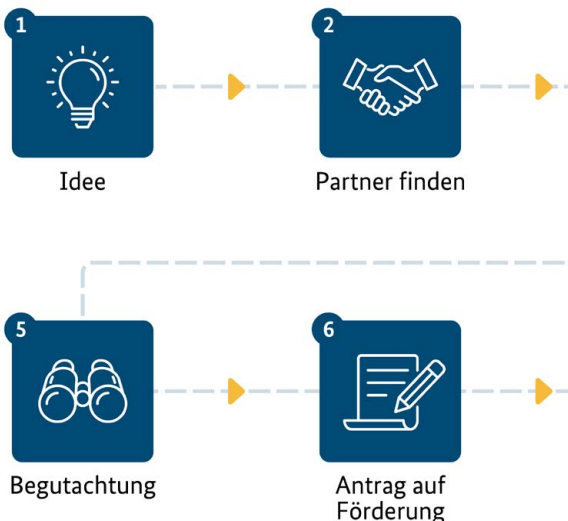 1
2
Idee
Partner finden
5
6
Begutachtung
Antrag auf
Förderung